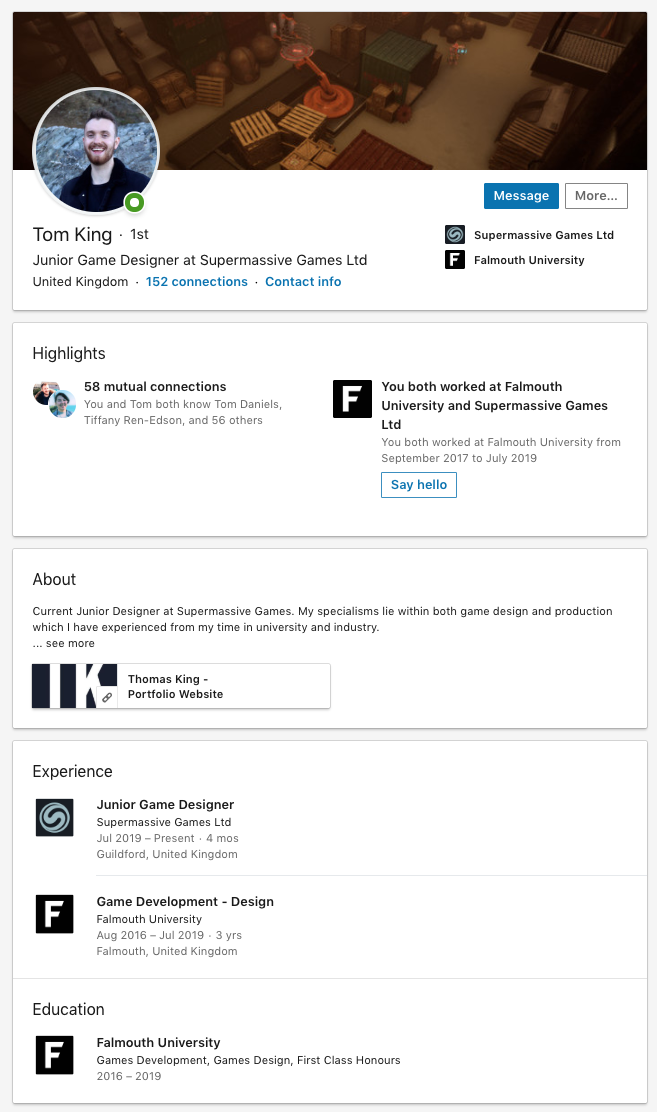 Message
More...
Tom King · 1st
Supermassive Games Ltd
Junior Game Designer at Supermassive Games Ltd
F Falmouth University
United Kingdom · 152 connections · Contact info
Highlights
58 mutual connections
You and Tom both know Tom Daniels,
Tiffany Ren-Edson, and 56 others
F
You both worked at Falmouth
University and Supermassive Games
Ltd
You both worked at Falmouth University from
September 2017 to July 2019
Say hello
About
Current Junior Designer at Supermassive Games. My specialisms lie within both game design and production
which I have experienced from my time in university and industry.
... see more
TK
Thomas King -
Portfolio Website
Experience
Junior Game Designer
Supermassive Games Ltd
Jul 2019 – Present · 4 mos
Guildford, United Kingdom
F
Game Development - Design
Falmouth University
Aug 2016 – Jul 2019 · 3 yrs
Falmouth, United Kingdom
Education
F
Falmouth University
Games Development, Games Design, First Class Honours
2016 – 2019